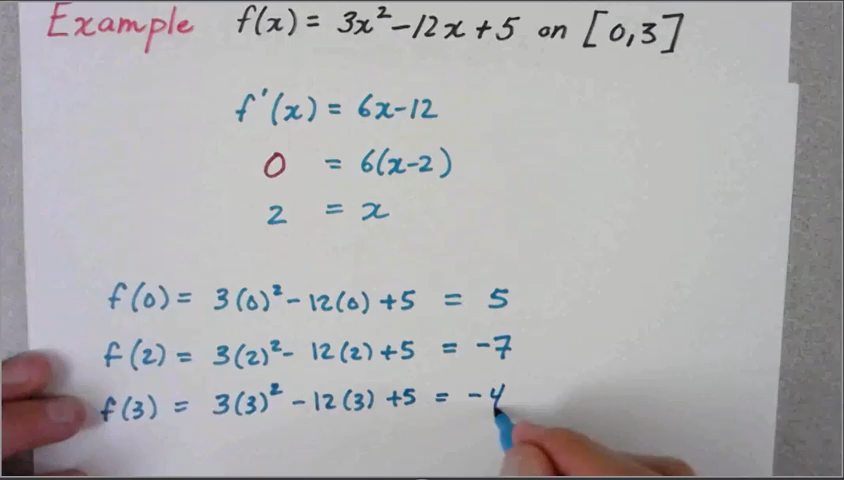 Example f(x) = 3x² - 12x + 5 on [0,3]
f'(x) = 6x-12
0 = 6(x-2)
2 = x
f(0) = 3(0)² - 12(0) + 5 = 5
f(2) = 3(2)² - 12(2) + 5 = -7
f(3) = 3(3)² - 12(3) + 5 = -4